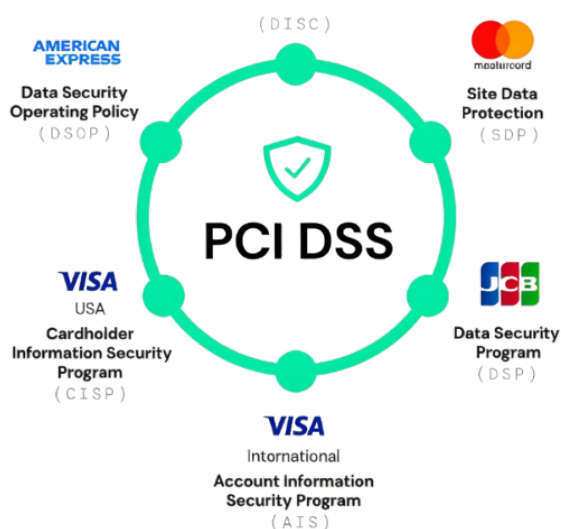 (DISC)
AMERICAN
EXPRESS
Data Security
Operating Policy
(DSOP)
mastercard
Site Data
Protection
(SDP)
PCI DSS
VISA
USA
Cardholder
Information Security
Program
(CISP)
JCB
Data Security
Program
(DSP)
VISA
International
Account Information
Security Program
(AIS)